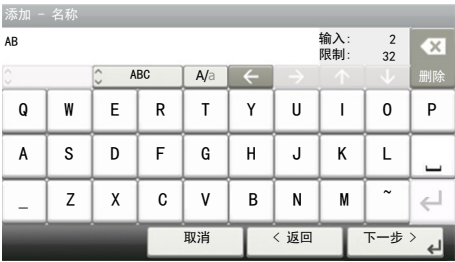 添加 - 名称
AB
输入: 2
限制: 32
删除
ABC A/a ← → ↑ ↓
Q W E R T Y U I O P
A S D F G H J K L
_ Z X C V B N M ~
取消 < 返回 下一步 >